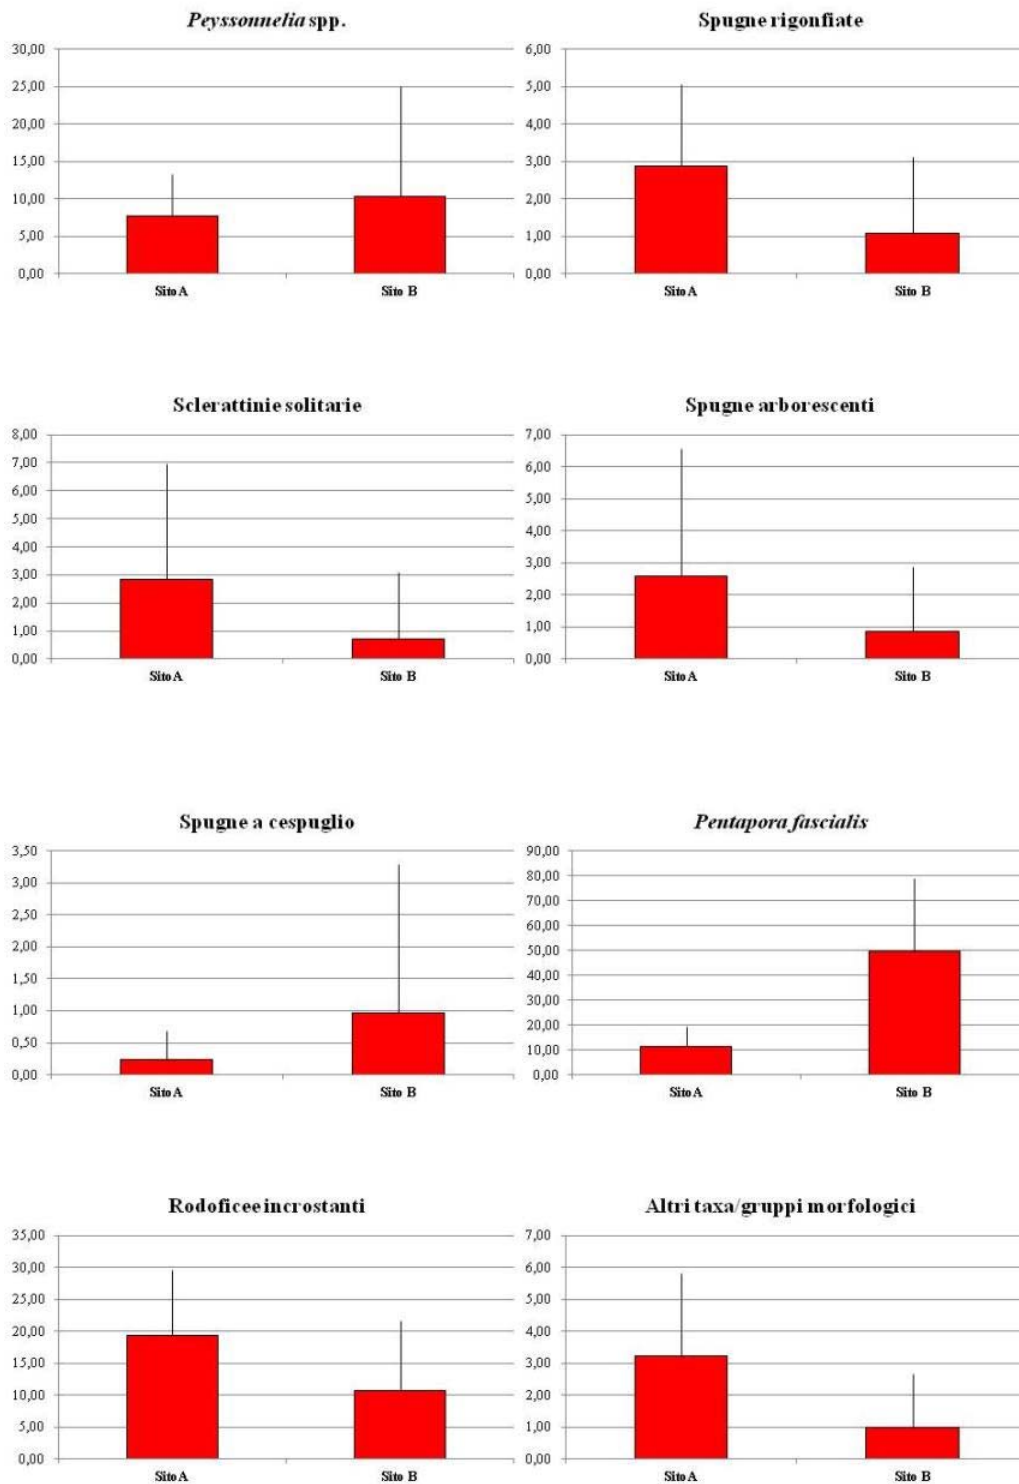 Peyssonnelia spp.
30,00
25,00
20,00
15,00
10,00
5,00
0,00
Sito A
Sito B
Spugne rigonfiate
6,00
5,00
4,00
3,00
2,00
1,00
0,00
Sito A
Sito B
Sclerattinie solitarie
8,00
7,00
6,00
5,00
4,00
3,00
2,00
1,00
0,00
Sito A
Sito B
Spugne arborescenti
7,00
6,00
5,00
4,00
3,00
2,00
1,00
0,00
Sito A
Sito B
Spugne a cespuglio
3,50
3,00
2,50
2,00
1,50
1,00
0,50
0,00
Sito A
Sito B
Pentapora fascialis
90,00
80,00
70,00
60,00
50,00
40,00
30,00
20,00
10,00
0,00
Sito A
Sito B
Rodoficee incrostanti
35,00
30,00
25,00
20,00
15,00
10,00
5,00
0,00
Sito A
Sito B
Altri taxa/gruppi morfologici
7,00
6,00
5,00
4,00
3,00
2,00
1,00
0,00
Sito A
Sito B